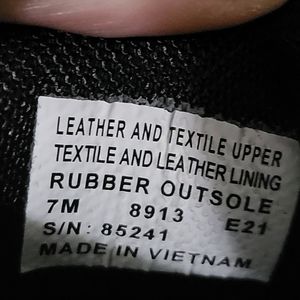 LEATHER AND TEXTILE UPPER
TEXTILE AND LEATHER LINING
RUBBER OUTSOLE
7M 8913 E21
S/N: 85241
MADE IN VIETNAM